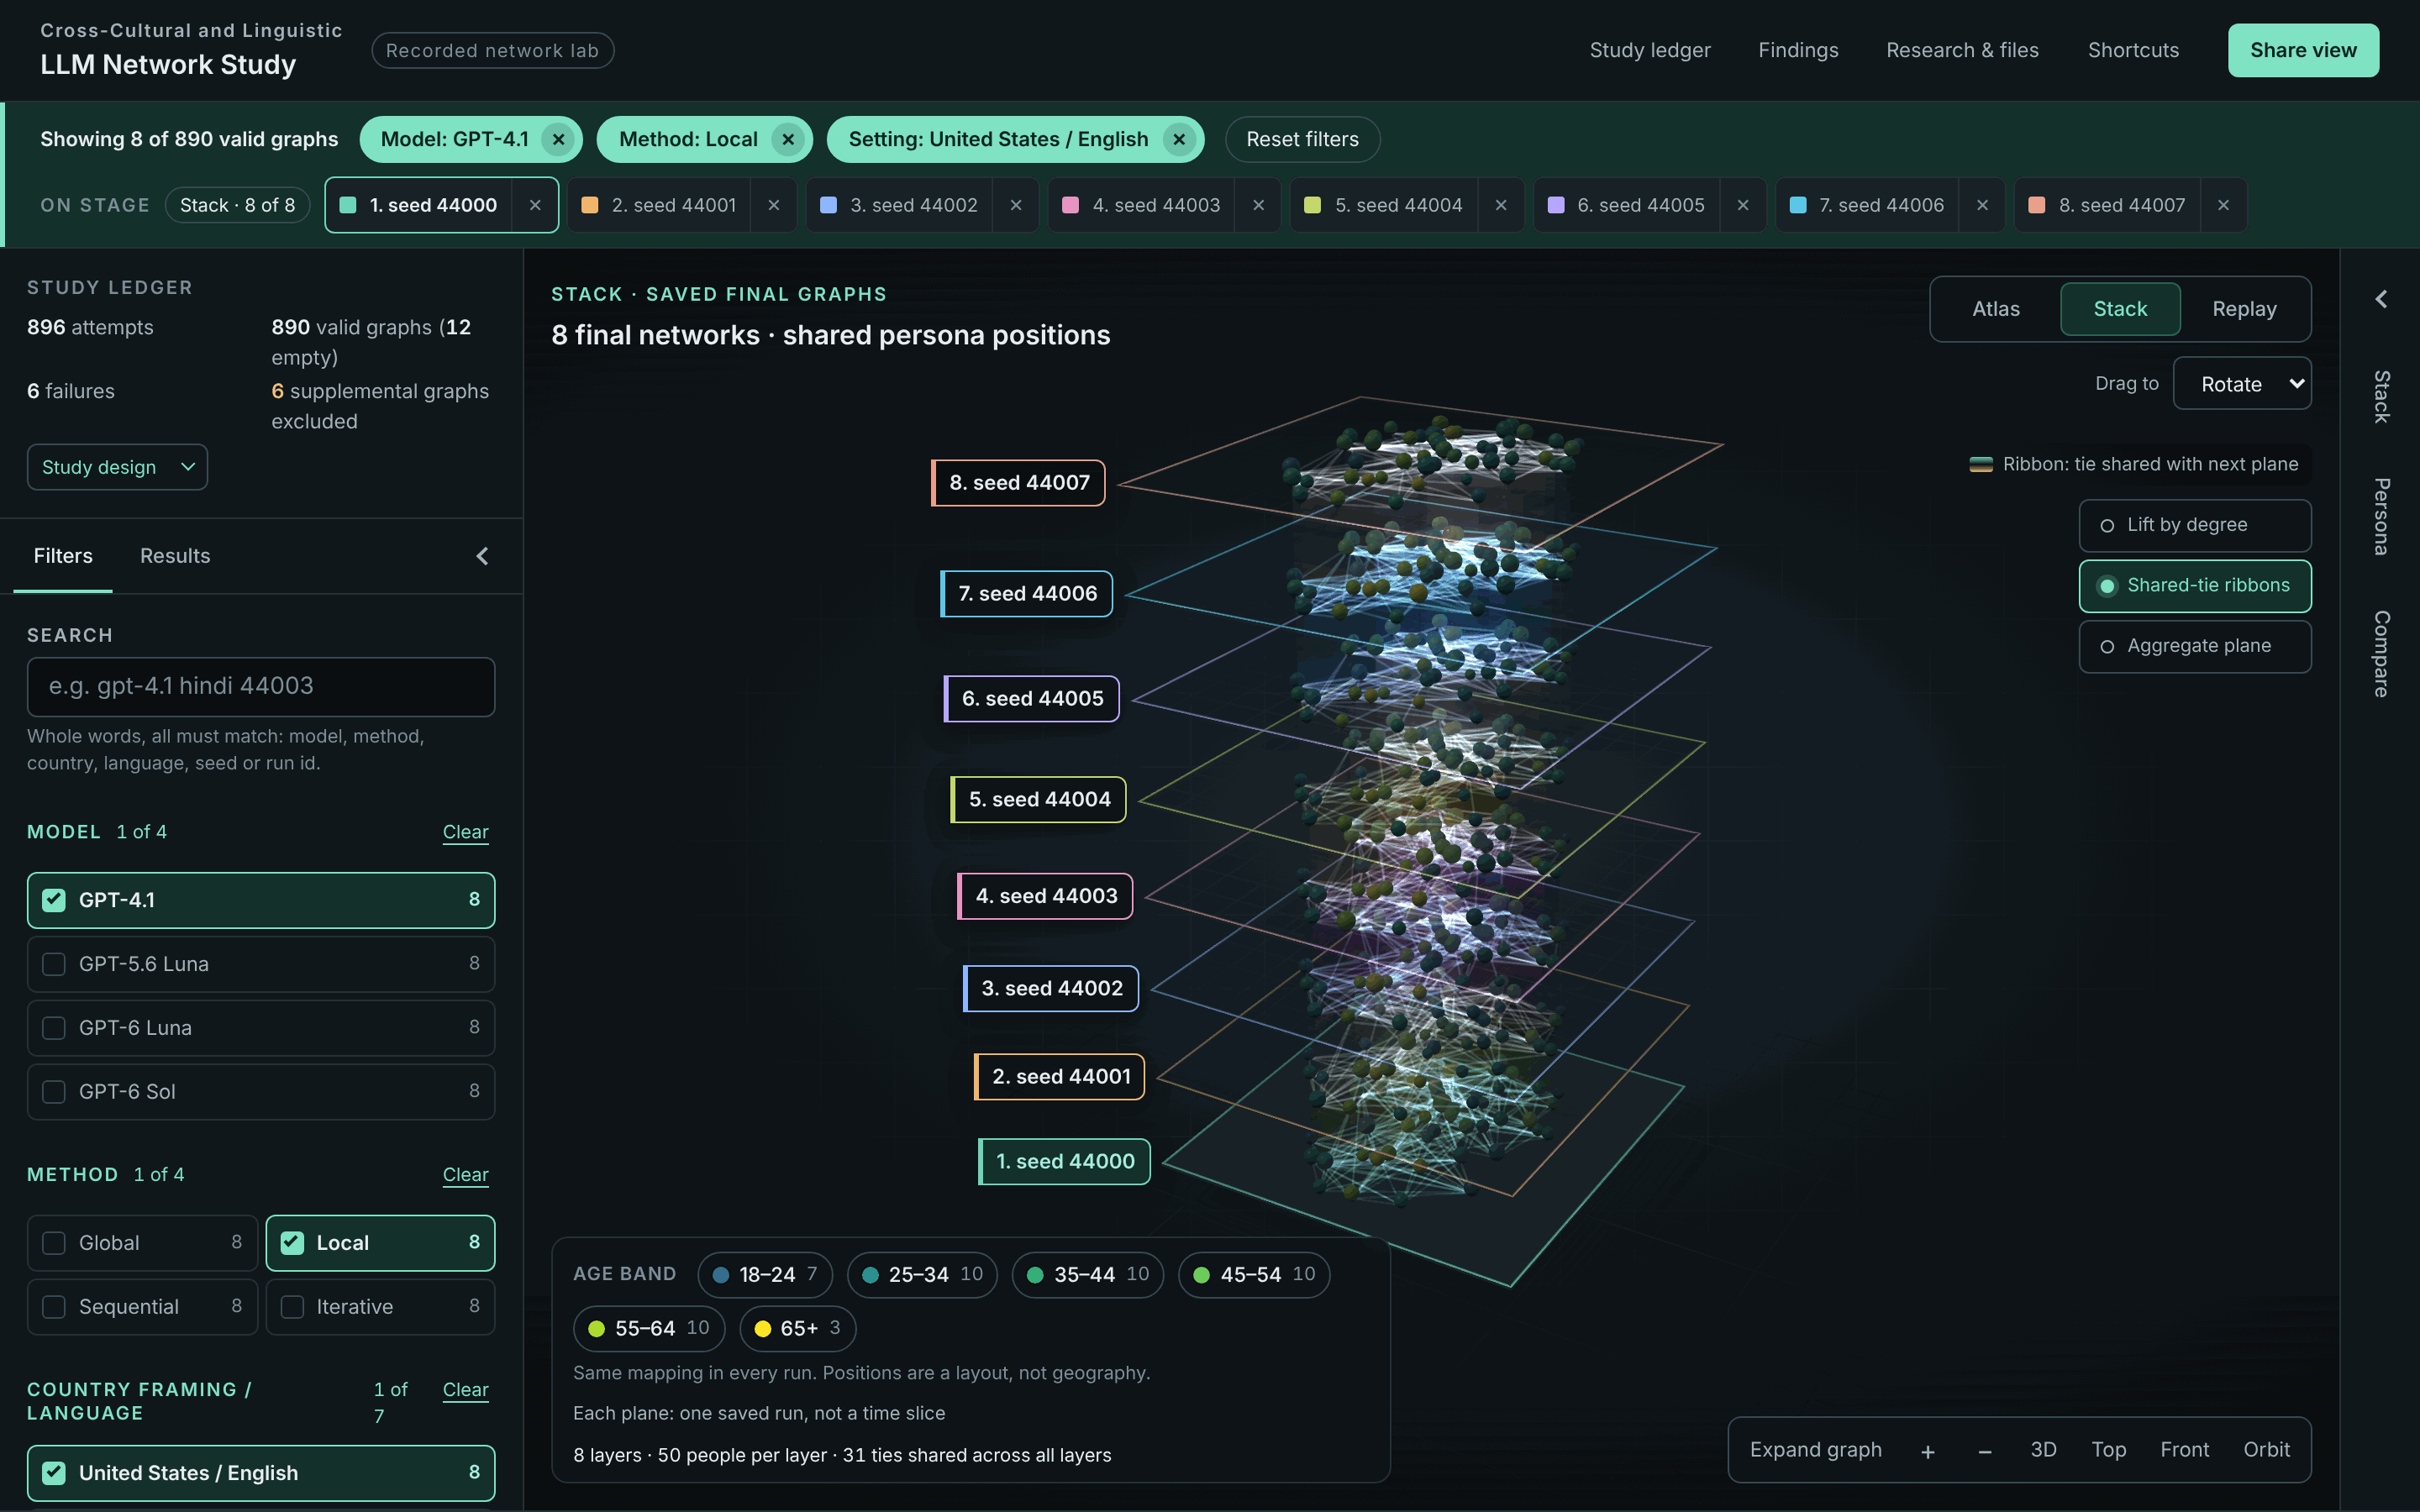 Cross-Cultural and Linguistic
LLM Network Study
Recorded network lab
Study ledger
Findings
Research & files
Shortcuts
Share view
Showing 8 of 890 valid graphs
Model: GPT-4.1 ×
Method: Local ×
Setting: United States / English ×
Reset filters
ON STAGE
Stack · 8 of 8
1. seed 44000 ×
2. seed 44001 ×
3. seed 44002 ×
4. seed 44003 ×
5. seed 44004 ×
6. seed 44005 ×
7. seed 44006 ×
8. seed 44007 ×
STUDY LEDGER
896 attempts
890 valid graphs (12
empty)
6 failures
6 supplemental graphs
excluded
Study design
Filters
Results
SEARCH
e.g. gpt-4.1 hindi 44003
Whole words, all must match: model, method,
country, language, seed or run id.
MODEL 1 of 4 Clear
GPT-4.1 8
GPT-5.6 Luna 8
GPT-6 Luna 8
GPT-6 Sol 8
METHOD 1 of 4 Clear
Global 8
Local 8
Sequential 8
Iterative 8
COUNTRY FRAMING /
LANGUAGE
1 of
7
Clear
United States / English 8
STACK · SAVED FINAL GRAPHS
8 final networks · shared persona positions
Atlas
Stack
Replay
Drag to
Rotate
Ribbon: tie shared with next plane
Lift by degree
Shared-tie ribbons
Aggregate plane
8. seed 44007
7. seed 44006
6. seed 44005
5. seed 44004
4. seed 44003
3. seed 44002
2. seed 44001
1. seed 44000
AGE BAND
18–24 7
25–34 10
35–44 10
45–54 10
55–64 10
65+ 3
Same mapping in every run. Positions are a layout, not geography.
Each plane: one saved run, not a time slice
8 layers · 50 people per layer · 31 ties shared across all layers
Expand graph
+
−
3D
Top
Front
Orbit
Stack
Persona
Compare